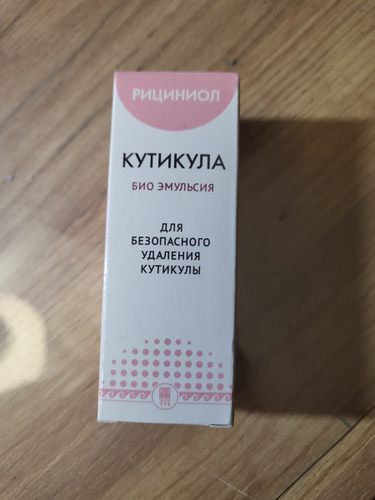 РИЦИНИОЛ
КУТИКУЛА
БИО ЭМУЛЬСИЯ
ДЛЯ
БЕЗОПАСНОГО
УДАЛЕНИЯ
КУТИКУЛЫ